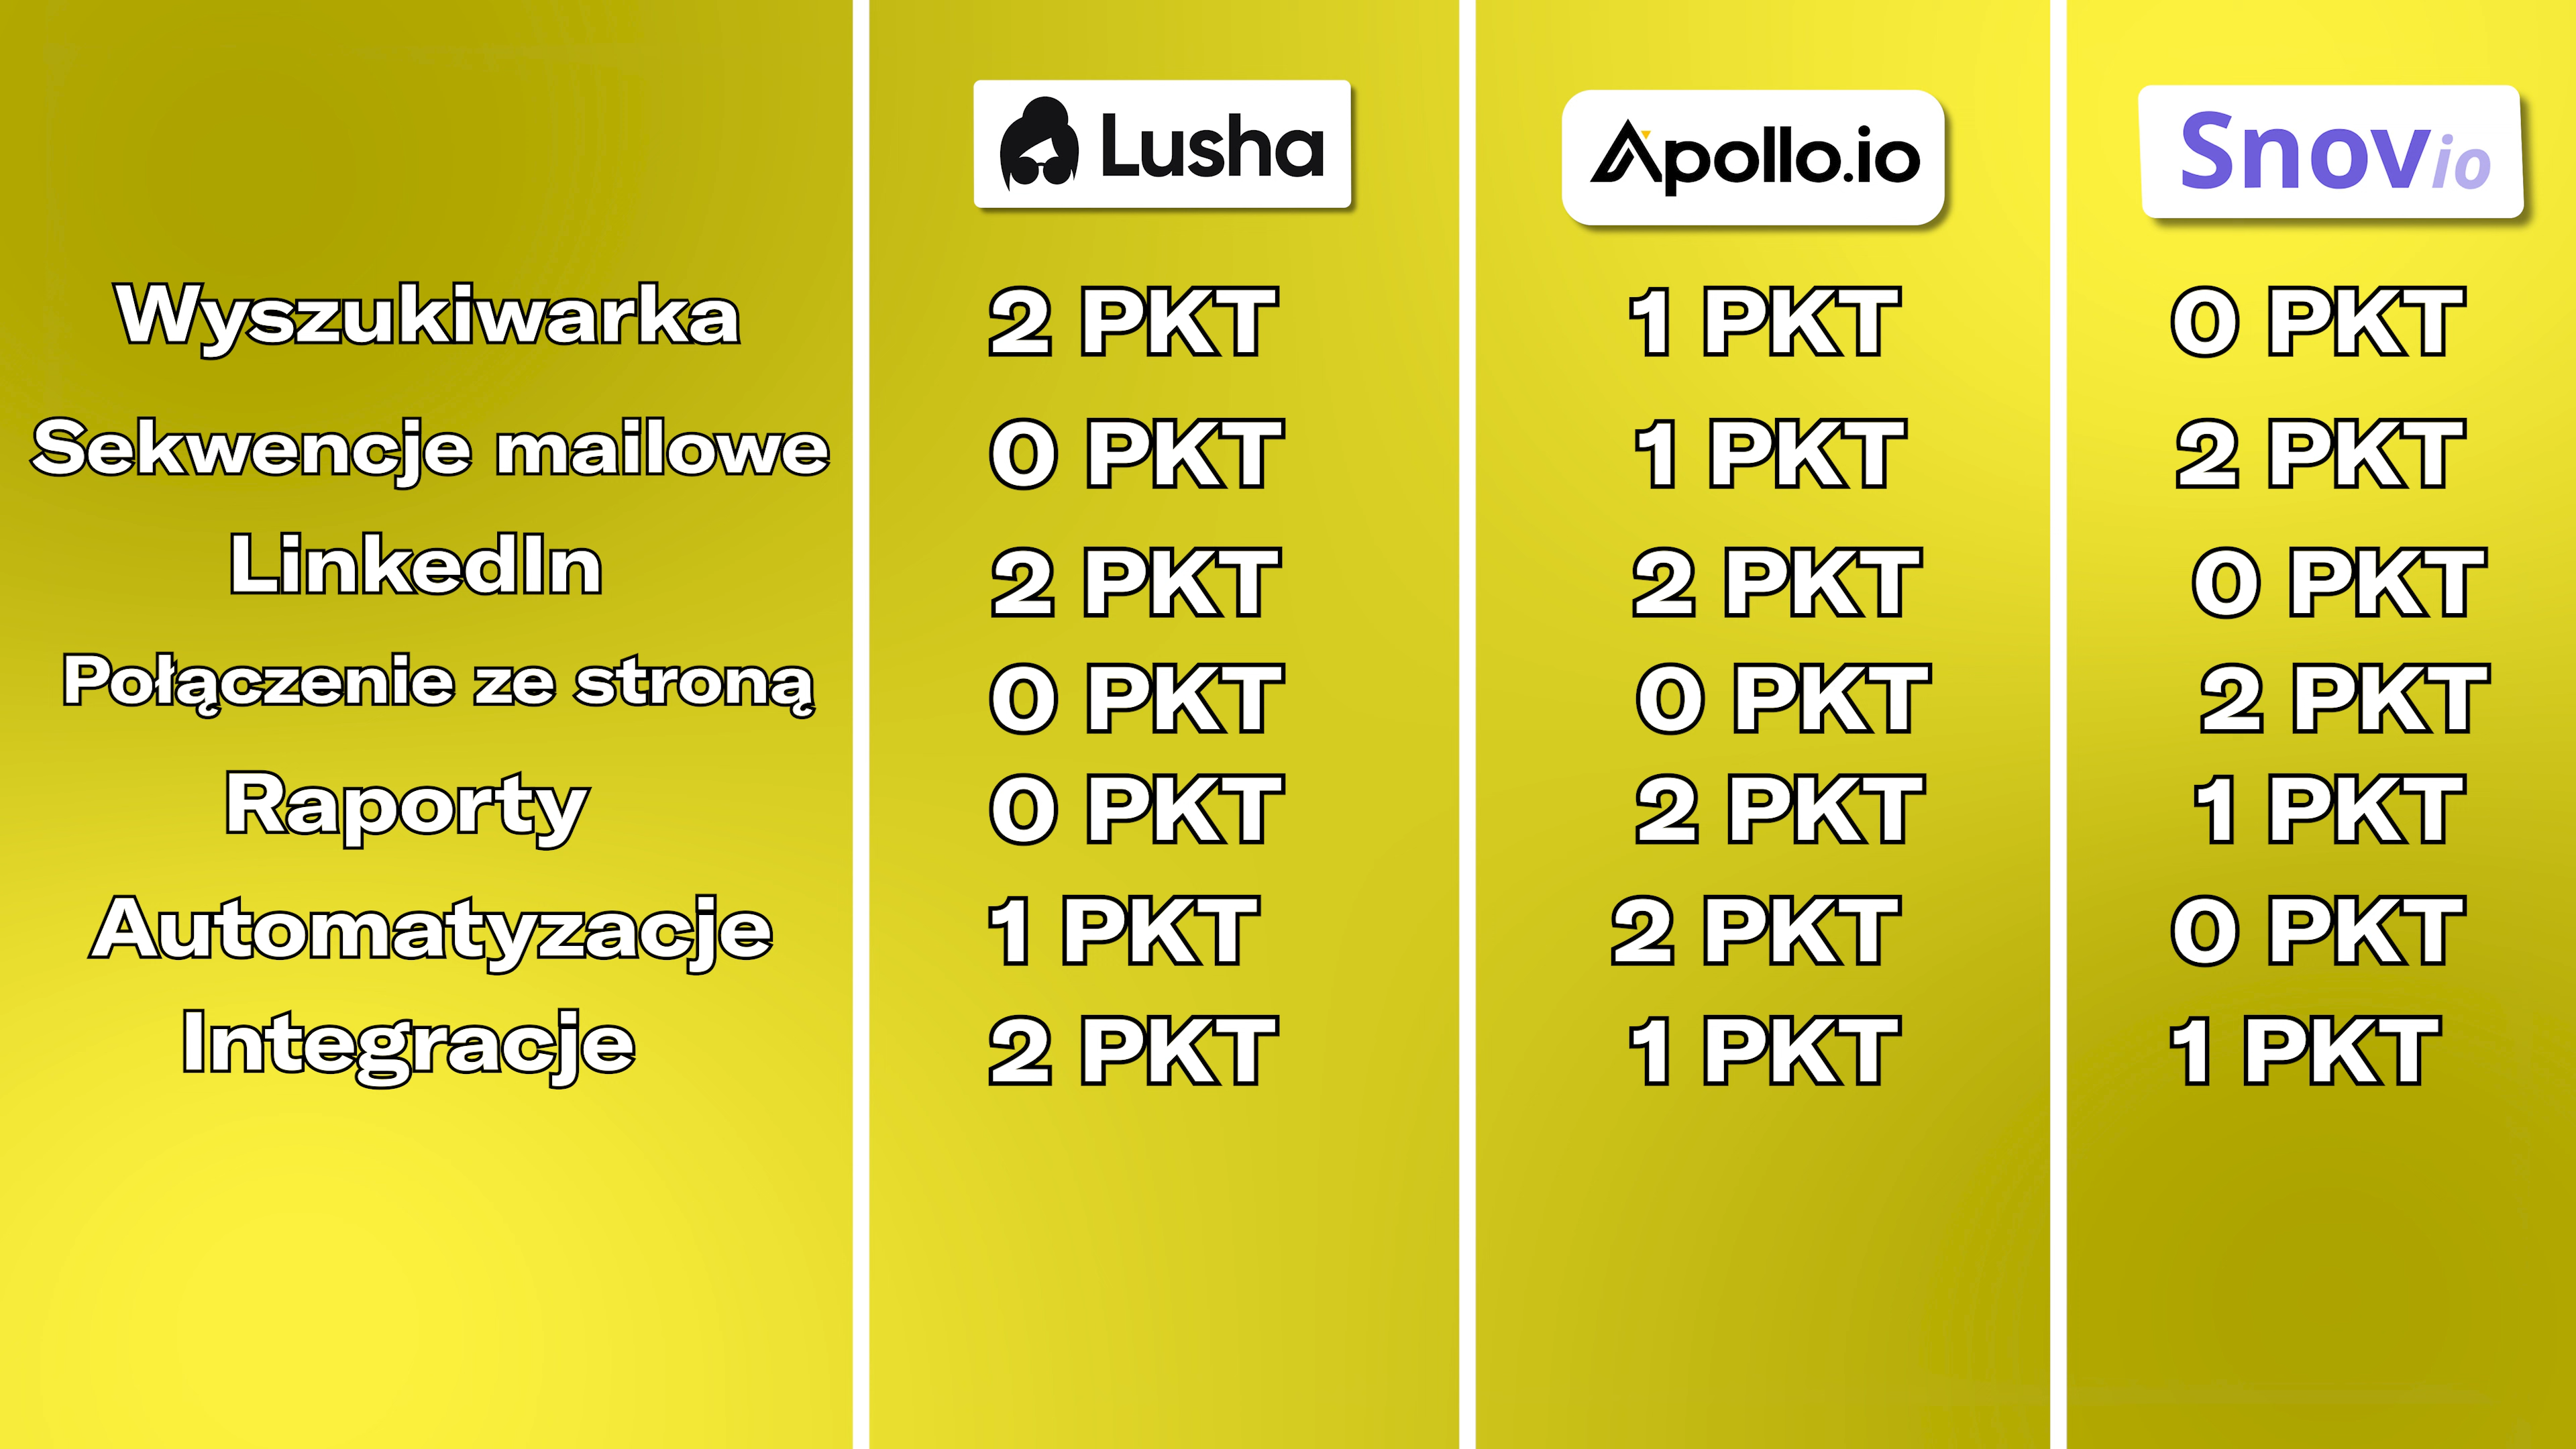 Lusha Apollo.io Snovio
Wyszukiwarka 2 PKT 1 PKT 0 PKT
Sekwencje mailowe 0 PKT 1 PKT 2 PKT
LinkedIn 2 PKT 2 PKT 0 PKT
Połączenie ze stroną 0 PKT 0 PKT 2 PKT
Raporty 0 PKT 2 PKT 1 PKT
Automatyzacje 1 PKT 2 PKT 0 PKT
Integracje 2 PKT 1 PKT 1 PKT